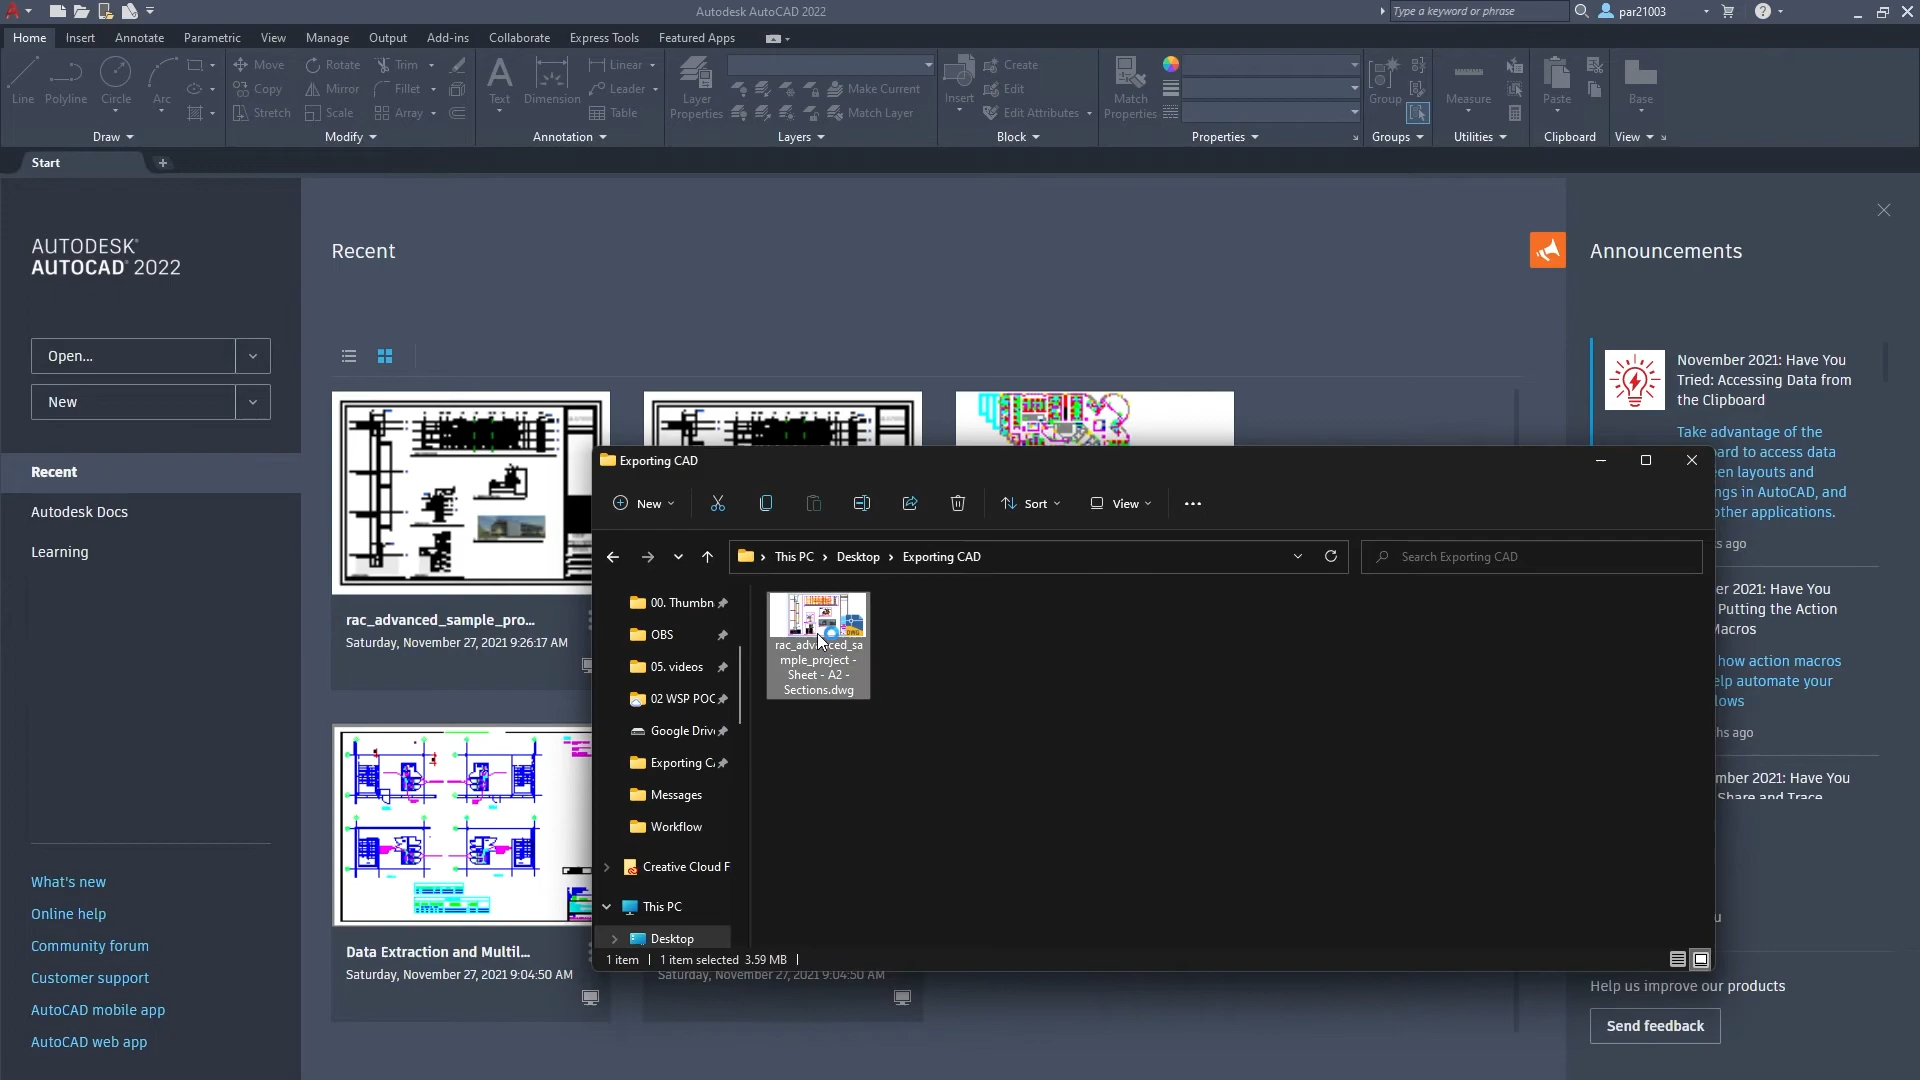 Autodesk AutoCAD 2022
Type a keyword or phrase
par21003
Home Insert Annotate Parametric View Manage Output Add-ins Collaborate Express Tools Featured Apps
Line Polyline Circle Arc
Draw
Move Rotate Trim
Copy Mirror Fillet
Stretch Scale Array
Modify
Text Dimension
Linear
Leader
Table
Annotation
Layer
Properties
Make Current
Match Layer
Layers
Insert
Create
Edit
Edit Attributes
Block
Match
Properties
Properties
Group
Groups
Measure
Utilities
Paste
Clipboard
Base
View
Start
AUTODESK®
AUTOCAD® 2022
Open...
New
Recent
Autodesk Docs
Learning
What's new
Online help
Community forum
Customer support
AutoCAD mobile app
AutoCAD web app
Recent
rac_advanced_sample_pro...
Saturday, November 27, 2021 9:26:17 AM
Data Extraction and Multil...
Saturday, November 27, 2021 9:04:50 AM
Saturday, November 27, 2021 9:04:50 AM
Exporting CAD
New Sort View
This PC Desktop Exporting CAD
Search Exporting CAD
00. Thumbn
OBS
05. videos
02 WSP POC
Google Driv
Exporting C
Messages
Workflow
Creative Cloud F
This PC
Desktop
DWG
rac_advanced_sa
mple_project -
Sheet - A2 -
Sections.dwg
1 item 1 item selected 3.59 MB
Announcements
November 2021: Have You
Tried: Accessing Data from
the Clipboard
Take advantage of the
ard to access data
en layouts and
ngs in AutoCAD, and
other applications.
s ago
er 2021: Have You
Putting the Action
Macros
how action macros
elp automate your
lows
hs ago
mber 2021: Have You
Share and Trace
u
Help us improve our products
Send feedback